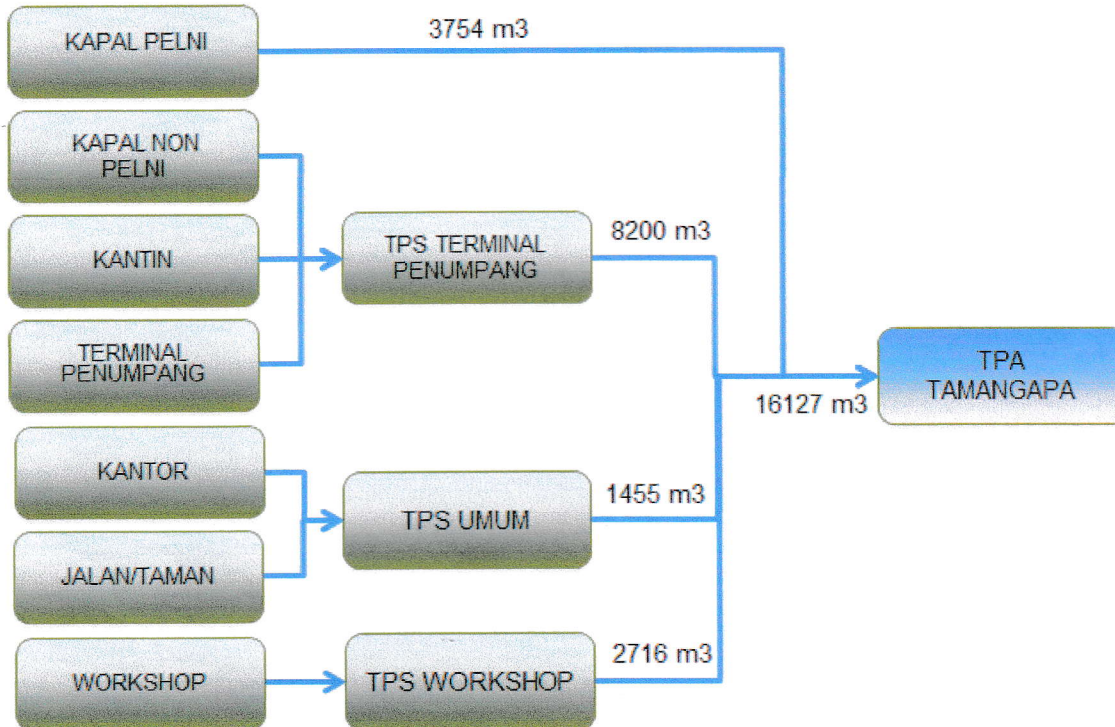 KAPAL PELNI
3754 m3
KAPAL NON
PELNI
KANTIN
TPS TERMINAL
PENUMPANG
8200 m3
TERMINAL
PENUMPANG
TPA
TAMANGAPA
16127 m3
KANTOR
TPS UMUM
1455 m3
JALAN/TAMAN
WORKSHOP
TPS WORKSHOP
2716 m3